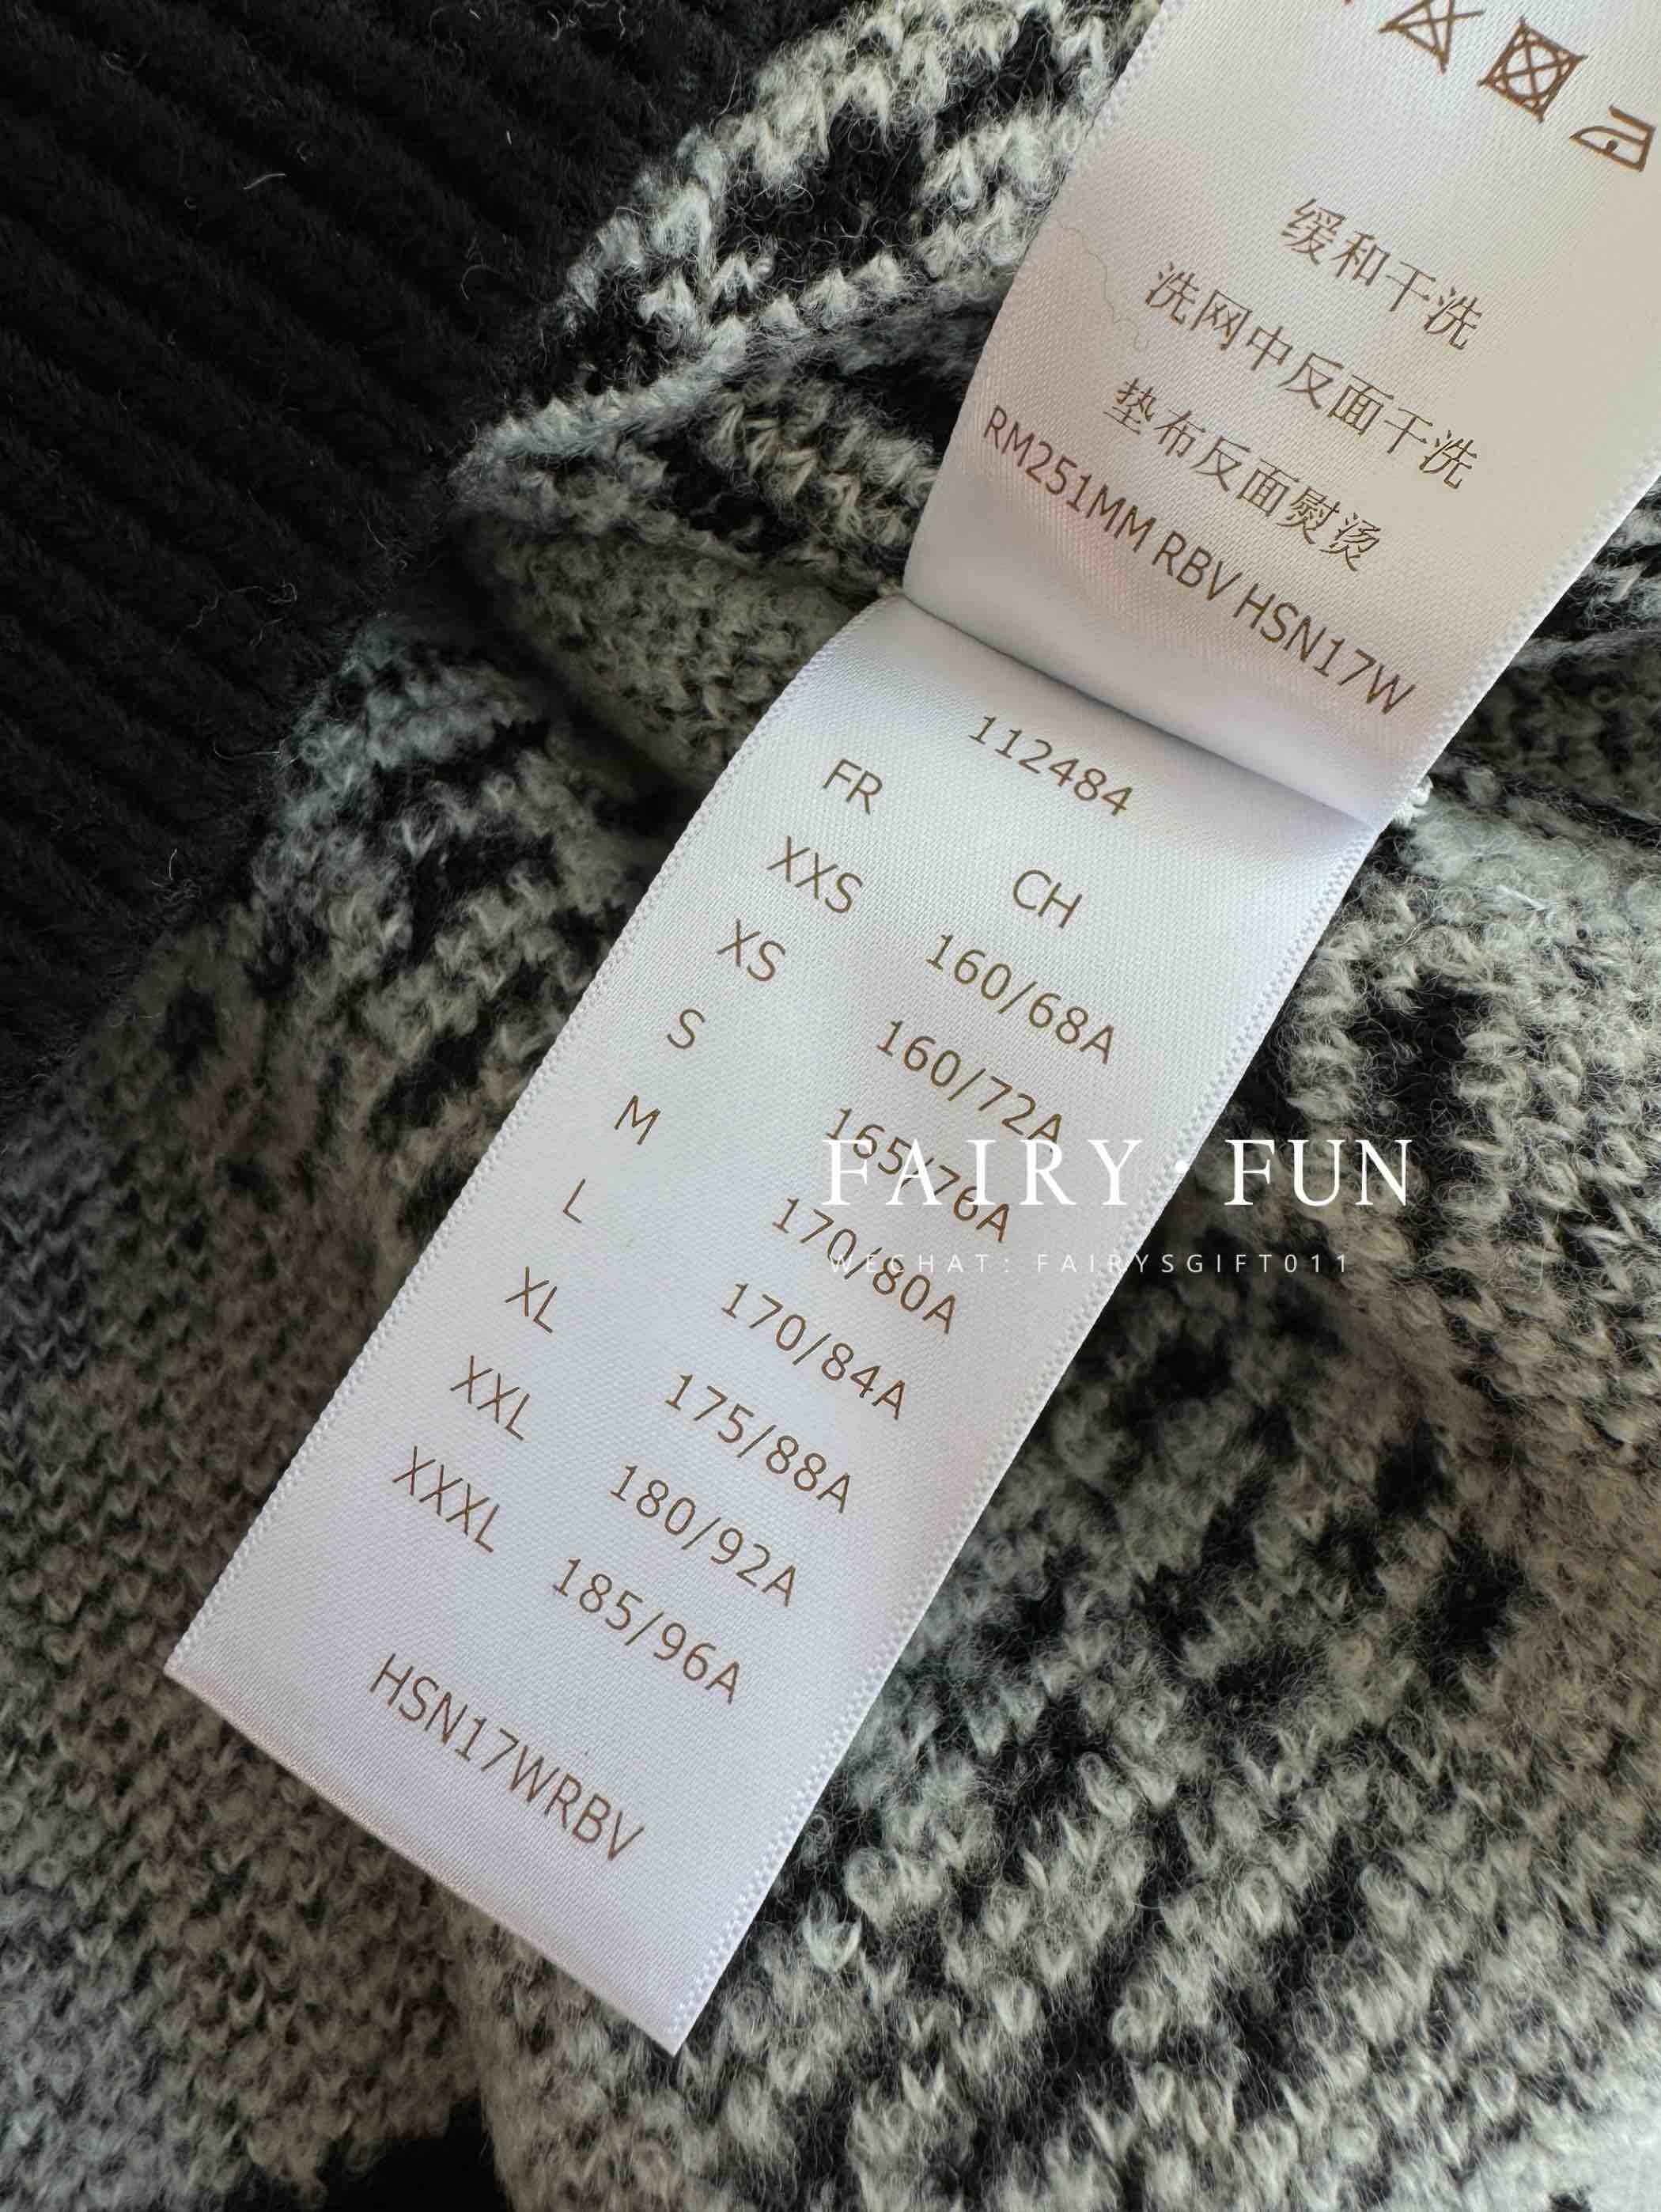 缓和干洗
洗网中反面干洗
垫布反面熨烫
RM251MM RBV HSN17W
112484
FR CH
XXS 160/68A
XS 160/72A
S 165/76A
M 170/80A
L 170/84A
XL 175/88A
XXL 180/92A
XXXL 185/96A
HSN17WRBV
FAIRY·FUN
WECHAT: FAIRYSGIFT011